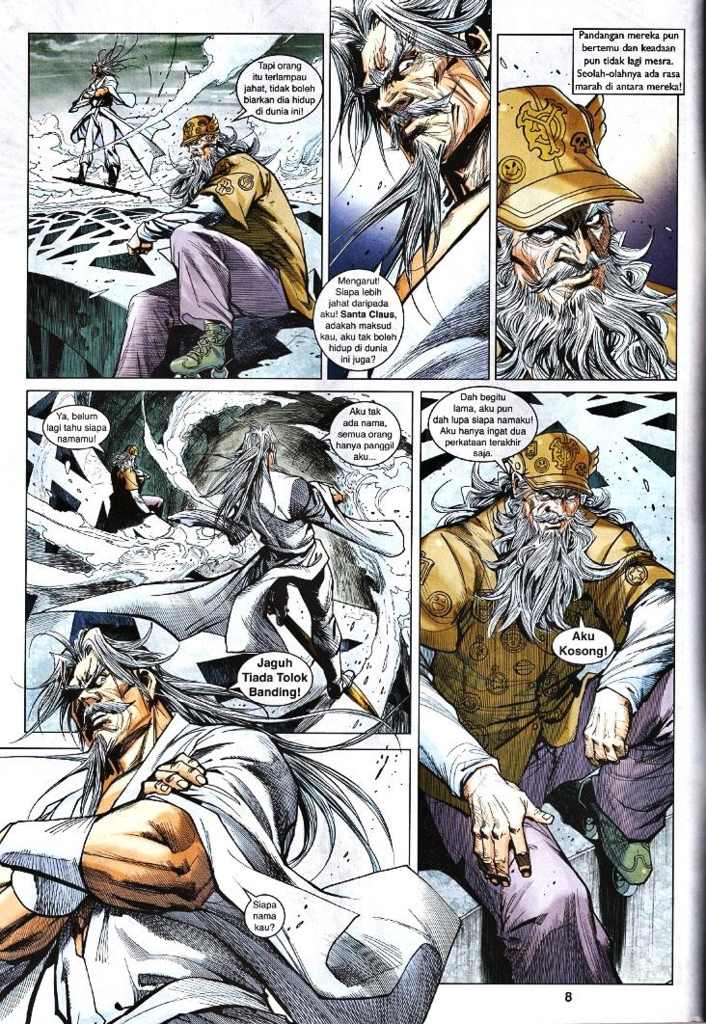 Tapi orang
itu terlampau
jahat, tidak boleh
biarkan dia hidup
di dunia ini!
Mengarut!
Siapa lebih
jahat daripada
aku! Santa Claus,
adakah maksud
kau, aku tak boleh
hidup di dunia
ini juga?
Pandangan mereka pun
bertemu dan keadaan
pun tidak lagi mesra.
Seolah-olahnya ada rasa
marah di antara mereka!
Ya, belum
lagi tahu siapa
namamu!
Aku tak
ada nama,
semua orang
hanya panggil
aku...
Jaguh
Tiada Tolok
Banding!
Siapa
nama
kau?
Dah begitu
lama, aku pun
dah lupa siapa namaku!
Aku hanya ingat dua
perkataan terakhir
saja.
Aku
Kosong!
8